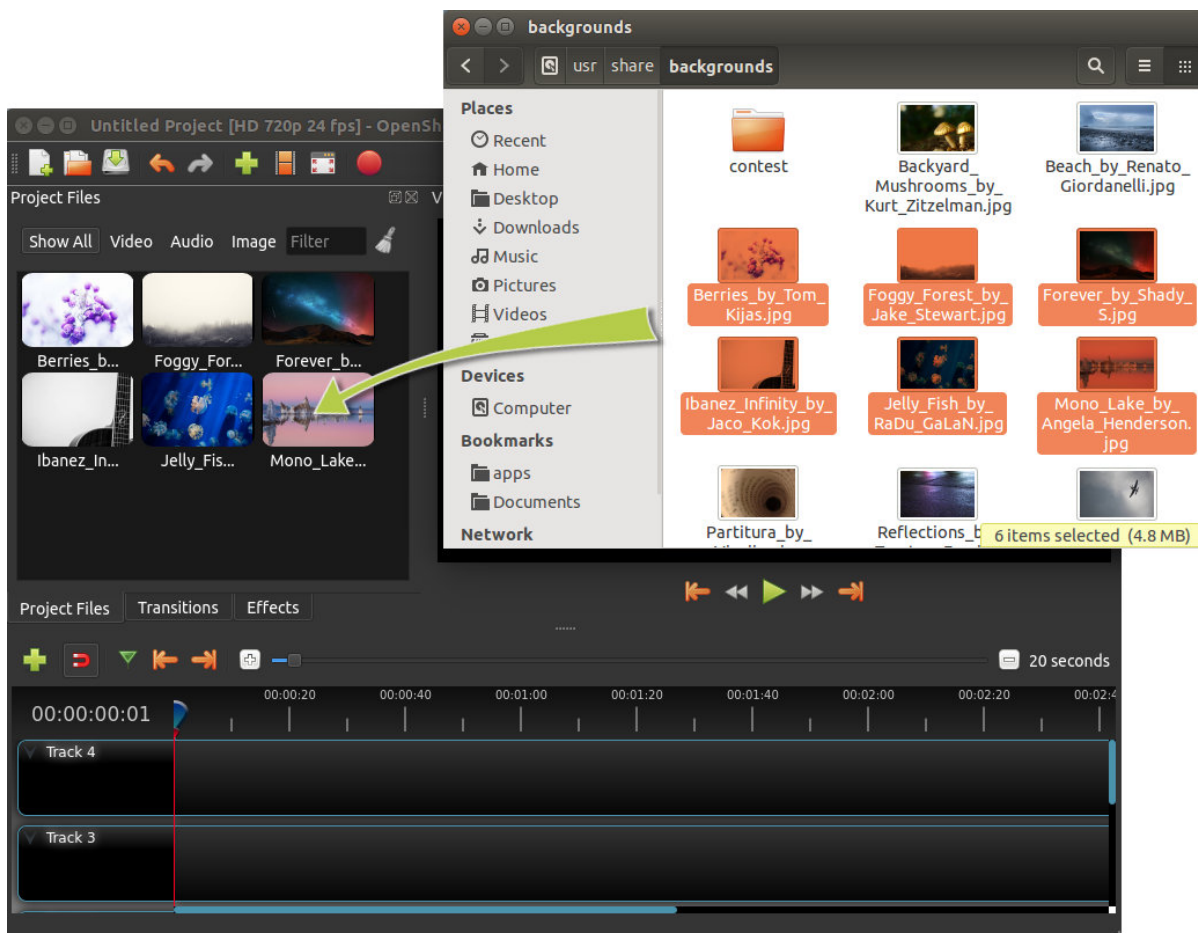 backgrounds
usr share backgrounds
Places
Recent
Home
Desktop
Downloads
Music
Pictures
Videos
Devices
Computer
Bookmarks
apps
Documents
Network
contest
Backyard_
Mushrooms_by_
Kurt_Zitzelman.jpg
Beach_by_Renato_
Giordanelli.jpg
Berries_by_Tom_
Kijas.jpg
Foggy_Forest_by_
Jake_Stewart.jpg
Forever_by_Shady_
S.jpg
Ibanez_Infinity_by_
Jaco_Kok.jpg
Jelly_Fish_by_
RaDu_GaLaN.jpg
Mono_Lake_by_
Angela_Henderson.
jpg
Partitura_by_
Reflections_b
6 items selected (4.8 MB)
Untitled Project [HD 720p 24 fps] - OpenSh
Project Files
V
Show All Video Audio Image Filter
Berries_b... Foggy_For... Forever_b...
Ibanez_In... Jelly_Fis... Mono_Lake...
Project Files Transitions Effects
20 seconds
00:00:20 00:00:40 00:01:00 00:01:20 00:01:40 00:02:00 00:02:20 00:02:4
00:00:00:01
Track 4
Track 3